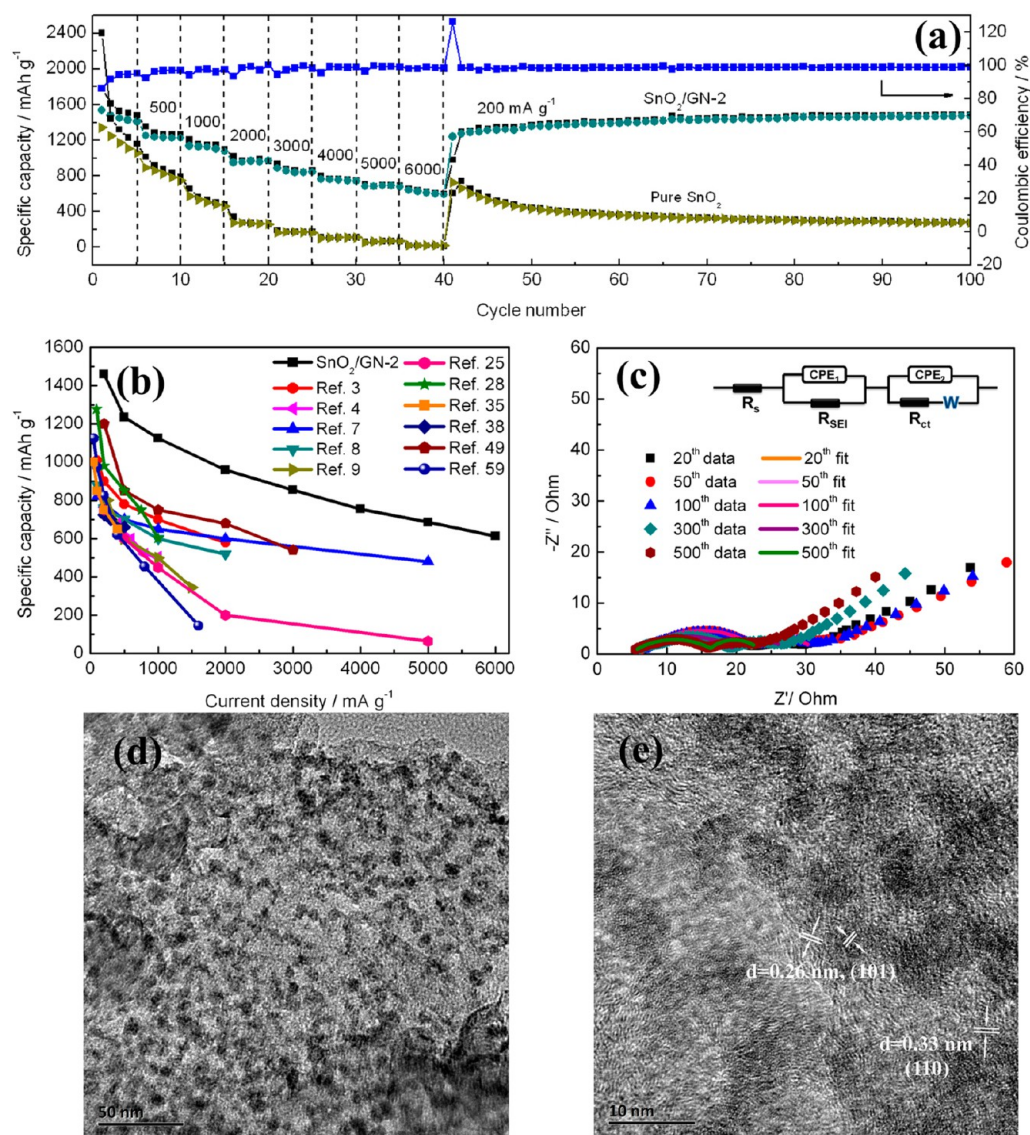 (a)
Specific capacity / mAh g⁻¹
2400
2000
1600
1200
800
400
0
500
1000
2000
3000
4000
5000
6000
200 mA g⁻¹
SnO₂/GN-2
Pure SnO₂
120
100
80
60
40
20
0
-20
Coulombic efficiency / %
0 10 20 30 40 50 60 70 80 90 100
Cycle number
(b)
Specific capacity / mAh g⁻¹
1600
1400
1200
1000
800
600
400
200
0
SnO₂/GN-2
Ref. 3
Ref. 4
Ref. 7
Ref. 8
Ref. 9
Ref. 25
Ref. 28
Ref. 35
Ref. 38
Ref. 49
Ref. 59
0 1000 2000 3000 4000 5000 6000
Current density / mA g⁻¹
(c)
-Z'' / Ohm
60
50
40
30
20
10
0
CPE₁
CPE₂
Rₛ
R_SEI
R_ct
W
20ᵗʰ data
50ᵗʰ data
100ᵗʰ data
300ᵗʰ data
500ᵗʰ data
20ᵗʰ fit
50ᵗʰ fit
100ᵗʰ fit
300ᵗʰ fit
500ᵗʰ fit
0 10 20 30 40 50 60
Z'/ Ohm
(d)
50 nm
(e)
d=0.26 nm, (101)
d=0.33 nm
(110)
10 nm